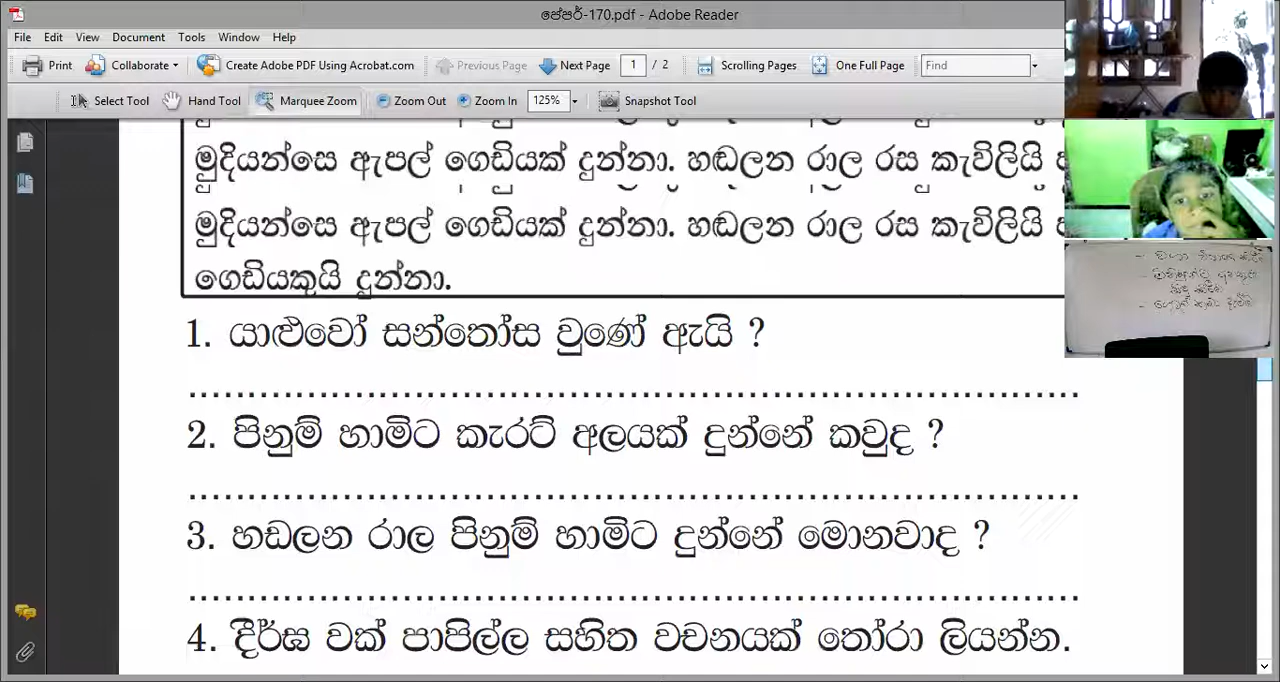 පේපර්-170.pdf - Adobe Reader
File Edit View Document Tools Window Help
Print Collaborate Create Adobe PDF Using Acrobat.com Previous Page Next Page 1 / 2 Scrolling Pages One Full Page Find
Select Tool Hand Tool Marquee Zoom Zoom Out Zoom In 125% Snapshot Tool
මුදියන්සෙ ඇපල් ගෙඩියක් දුන්නා. හඬලන රාල රස කැවිලියි
මුදියන්සෙ ඇපල් ගෙඩියක් දුන්නා. හඬලන රාල රස කැවිලියි
ගෙඩියකුයි දුන්නා.
1. යාළුවෝ සන්තෝස වුණේ ඇයි ?
2. පිනුම් හාමිට කැරට් අලයක් දුන්නේ කවුද ?
3. හඩලන රාල පිනුම් හාමිට දුන්නේ මොනවාද ?
4. දීර්ඝ වක් පාපිල්ල සහිත වචනයක් තෝරා ලියන්න.